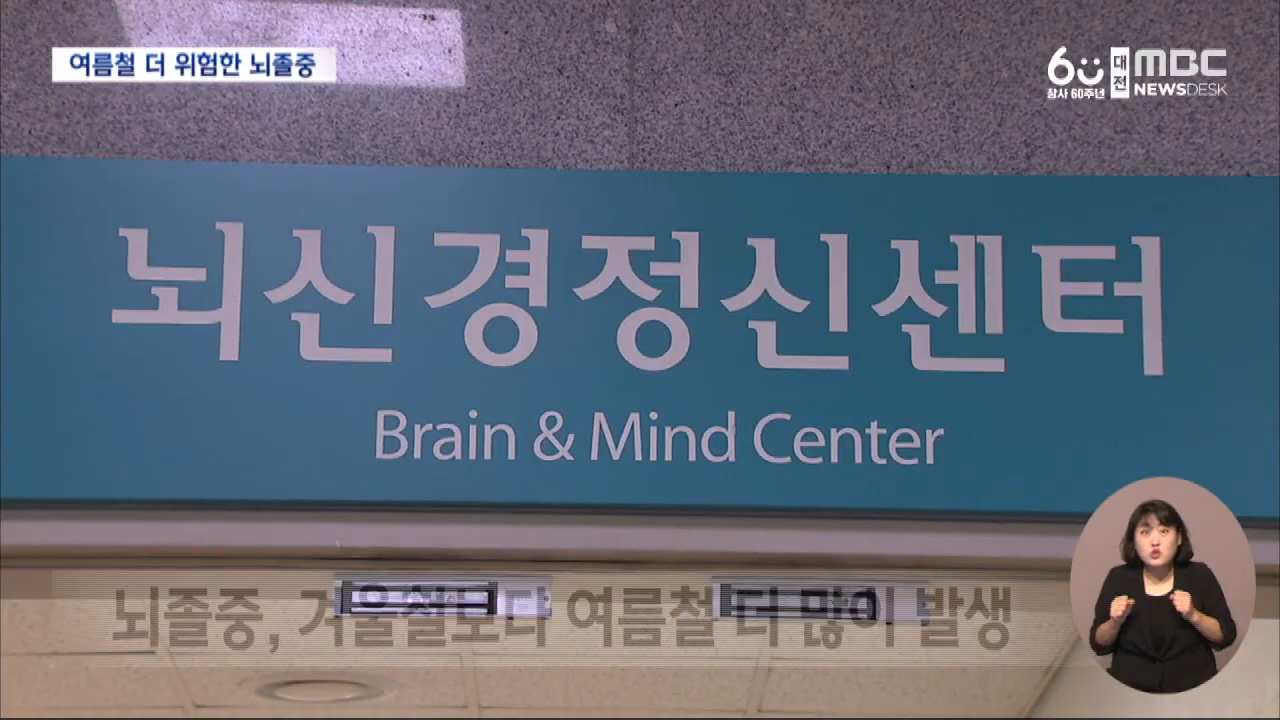 여름철 더 위험한 뇌졸중
60
창사 60주년
대전
MBC
NEWSDESK
뇌신경정신센터
Brain & Mind Center
뇌졸중, 겨울철보다 여름철 더 많이 발생